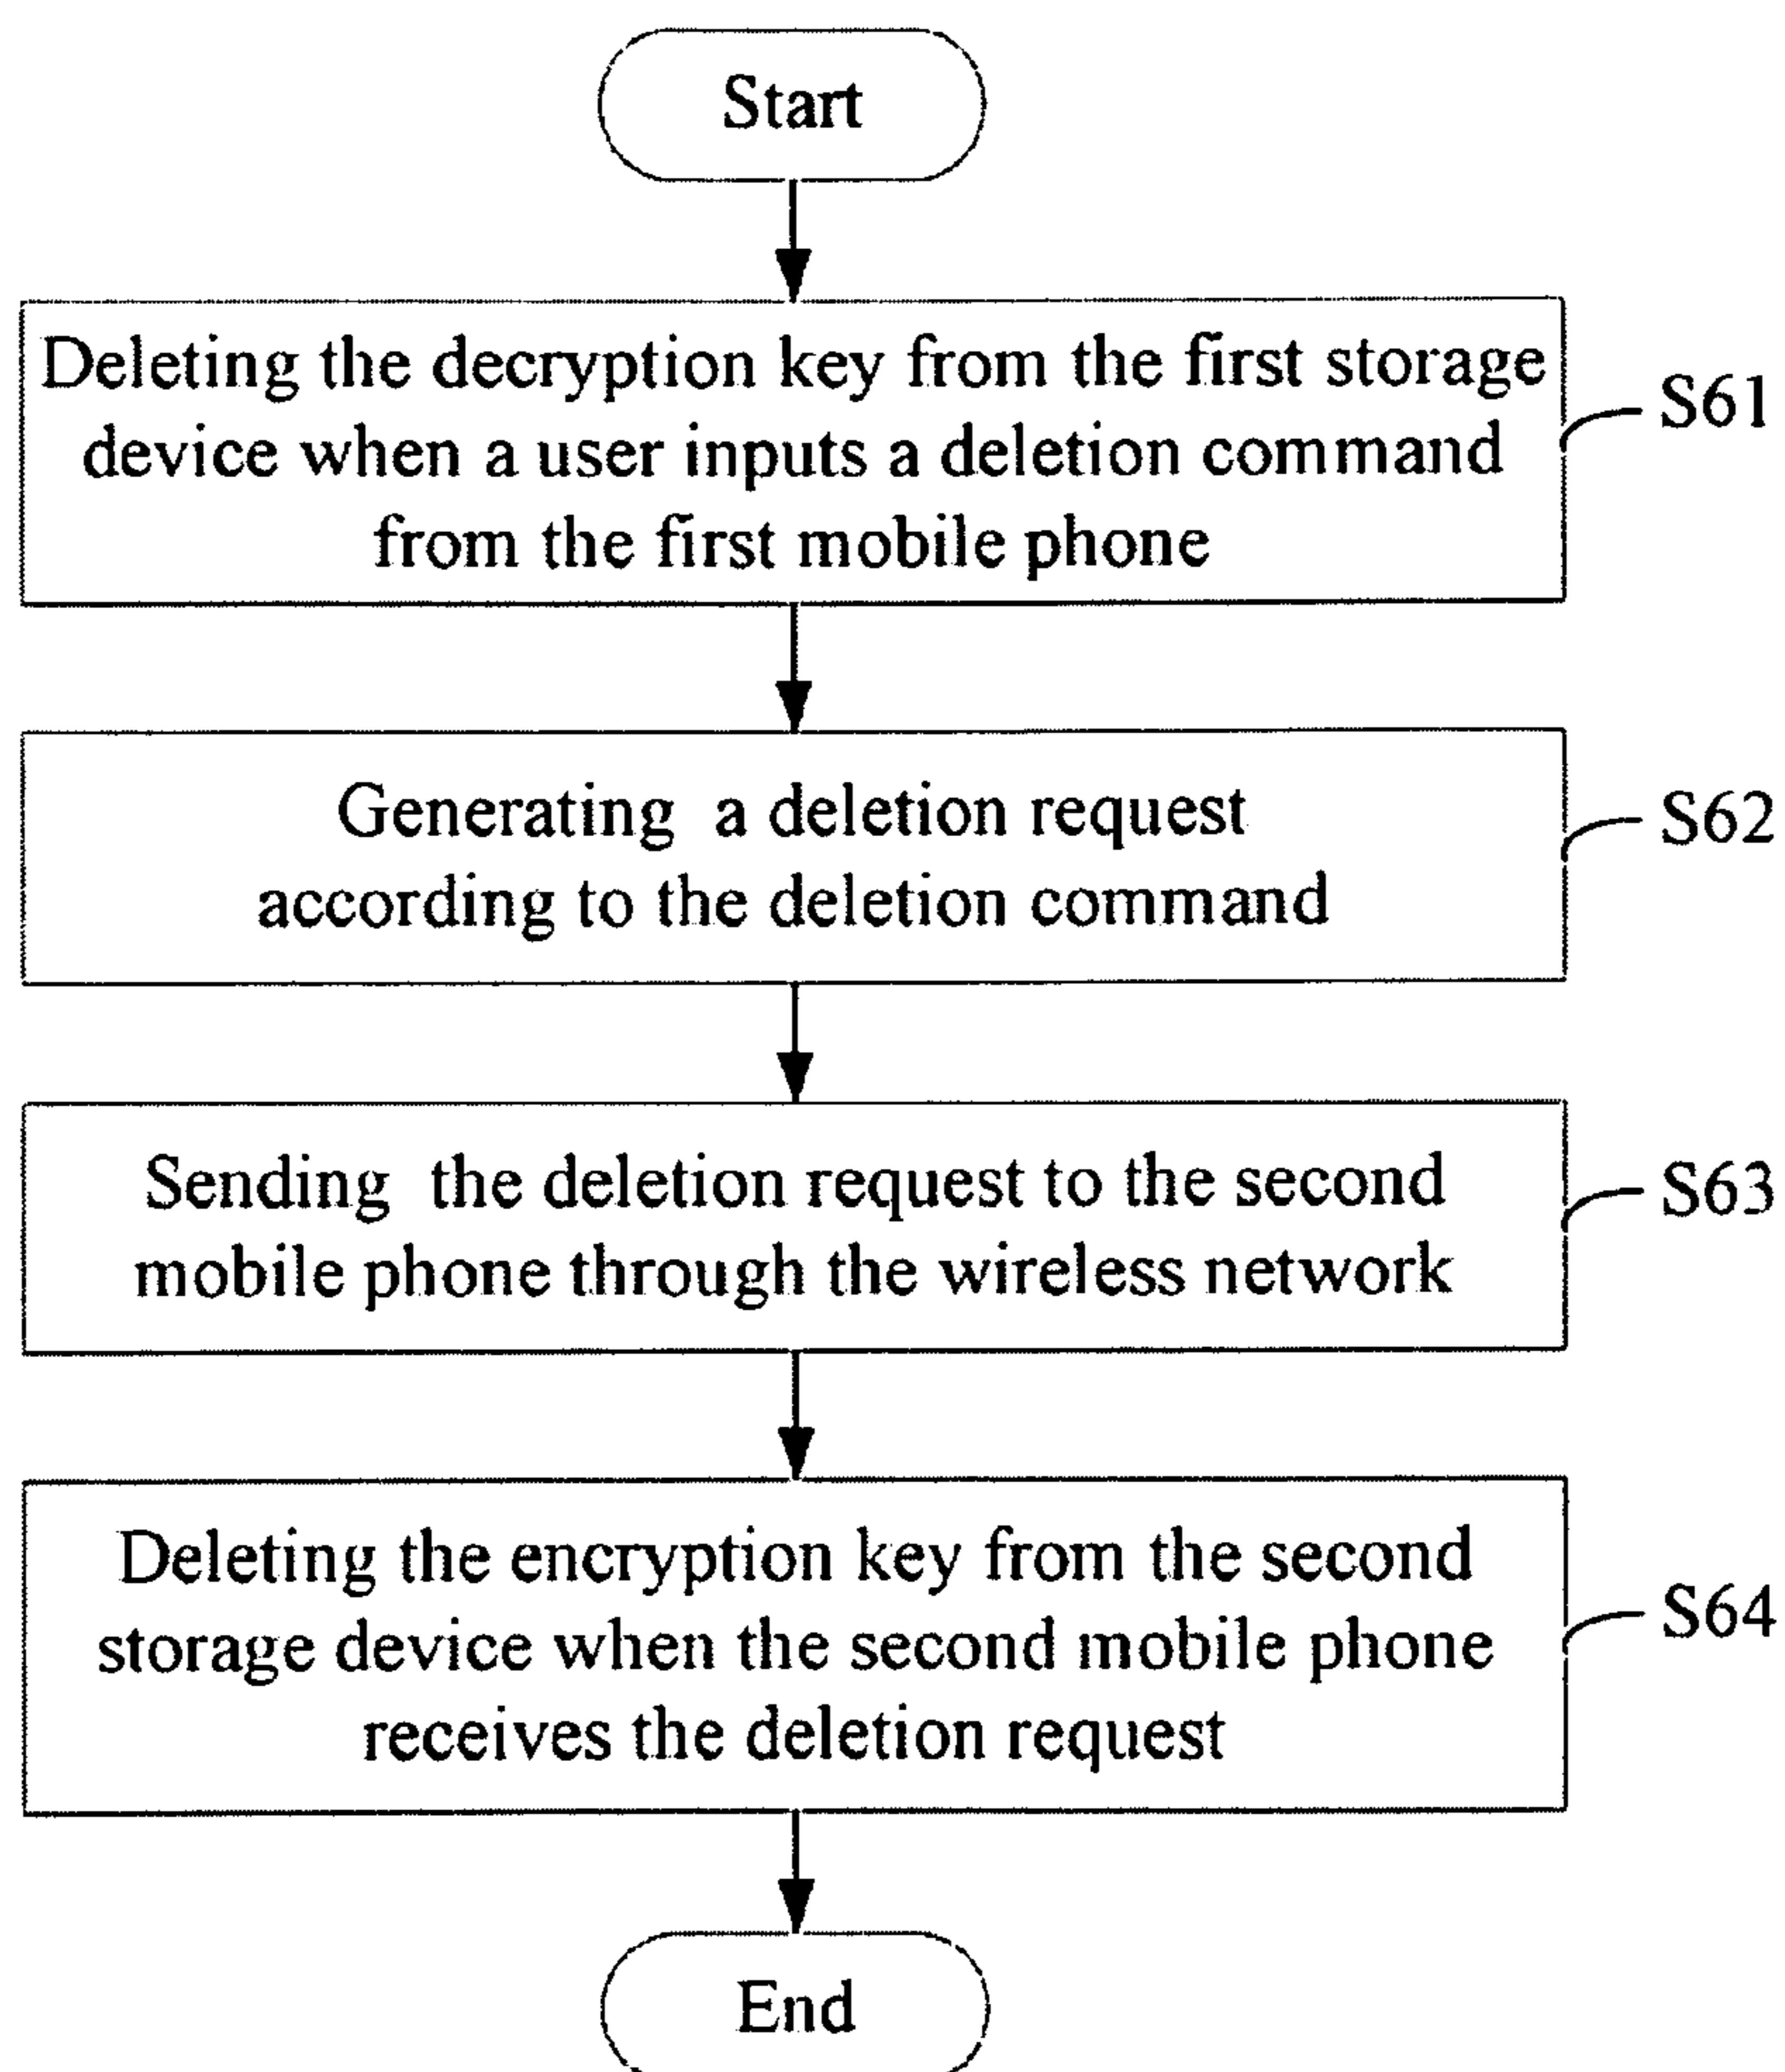 Start
Deleting the decryption key from the first storage
device when a user inputs a deletion command
from the first mobile phone
S61
Generating a deletion request
according to the deletion command
S62
Sending the deletion request to the second
mobile phone through the wireless network
S63
Deleting the encryption key from the second
storage device when the second mobile phone
receives the deletion request
S64
End